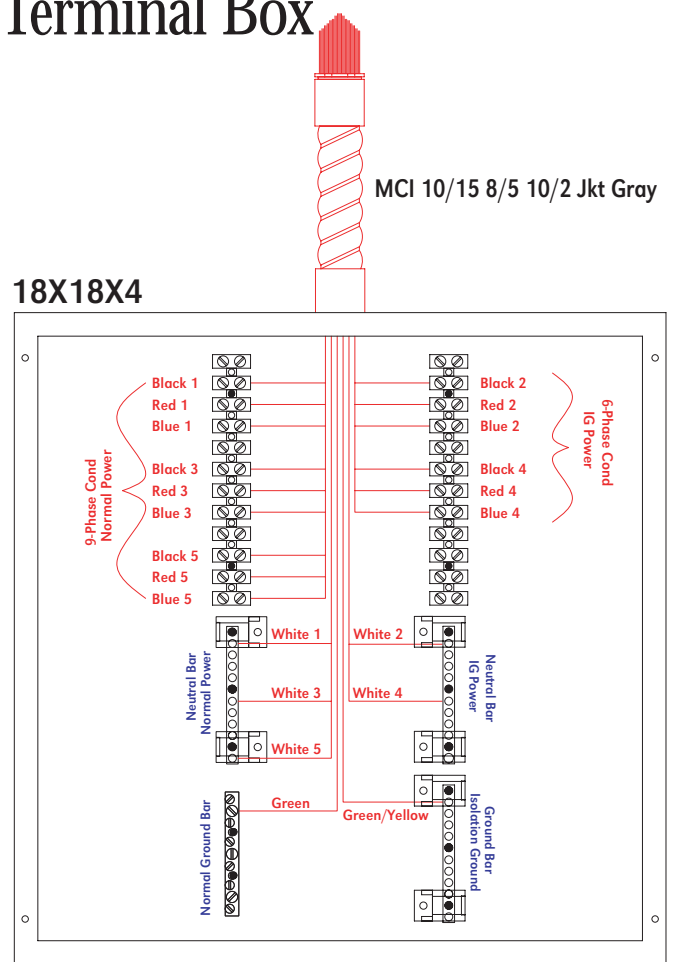 Terminal Box
MCI 10/15 8/5 10/2 Jkt Gray
18X18X4
9-Phase Cond
Normal Power
Black 1
Red 1
Blue 1
Black 3
Red 3
Blue 3
Black 5
Red 5
Blue 5
Black 2
Red 2
Blue 2
Black 4
Red 4
Blue 4
6-Phase Cond
IG Power
Neutral Bar
Normal Power
White 1
White 3
White 5
White 2
White 4
Neutral Bar
IG Power
Normal Ground Bar
Green
Green/Yellow
Ground Bar
Isolation Ground